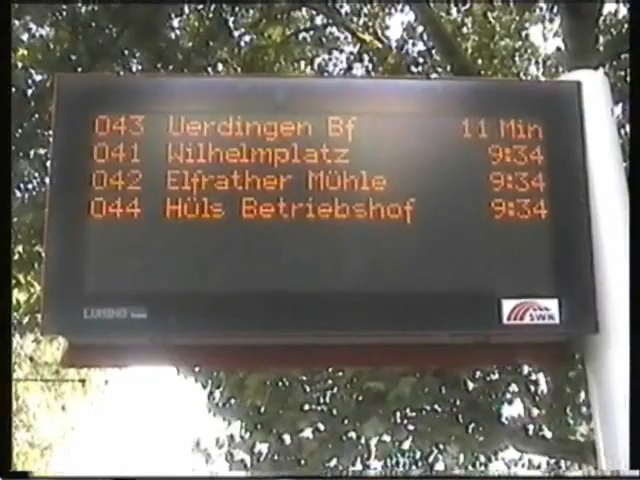 043 Uerdingen Bf 11 Min
041 Wilhelmplatz 9:34
042 Elfrather Mühle 9:34
044 Hüls Betriebshof 9:34
LUMINO
SWK